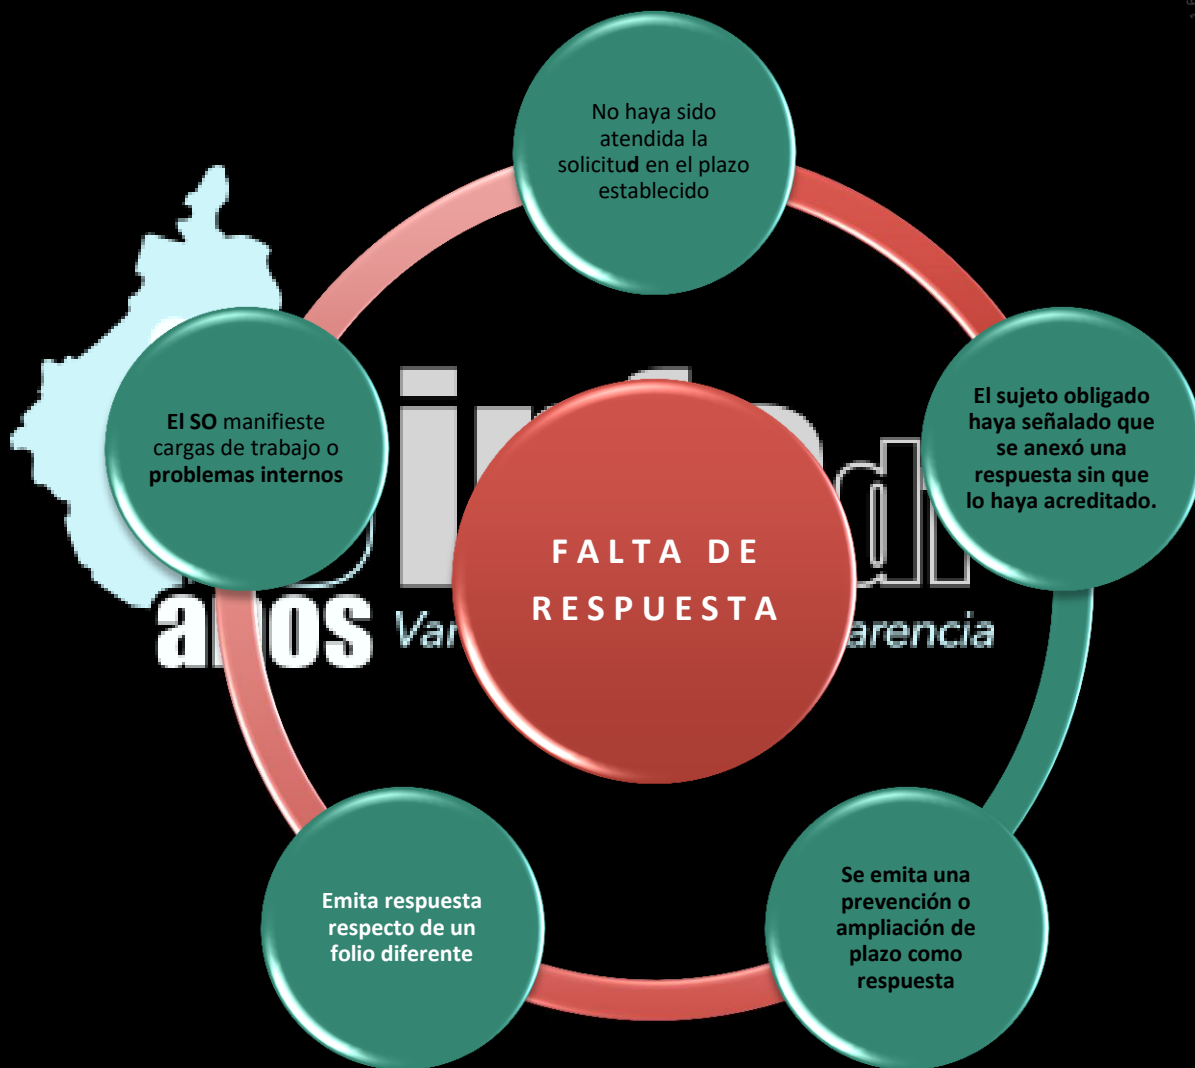 No haya sido
atendida la
solicitud en el plazo
establecido
El SO manifieste
cargas de trabajo o
problemas internos
El sujeto obligado
haya señalado que
se anexó una
respuesta sin que
lo haya acreditado.
FALTA DE
RESPUESTA
años
arencia
Emita respuesta
respecto de un
folio diferente
Se emita una
prevención o
ampliación de
plazo como
respuesta